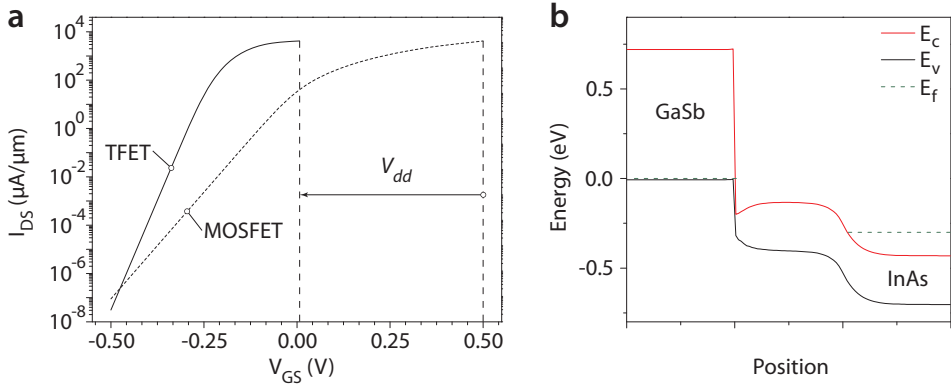 a
I_DS (μA/μm)
10^4
10^2
10^0
10^-2
10^-4
10^-6
10^-8
TFET
MOSFET
V_dd
-0.50
-0.25
0.00
0.25
0.50
V_GS (V)
b
Energy (eV)
0.5
0.0
-0.5
GaSb
E_c
E_v
E_f
InAs
Position